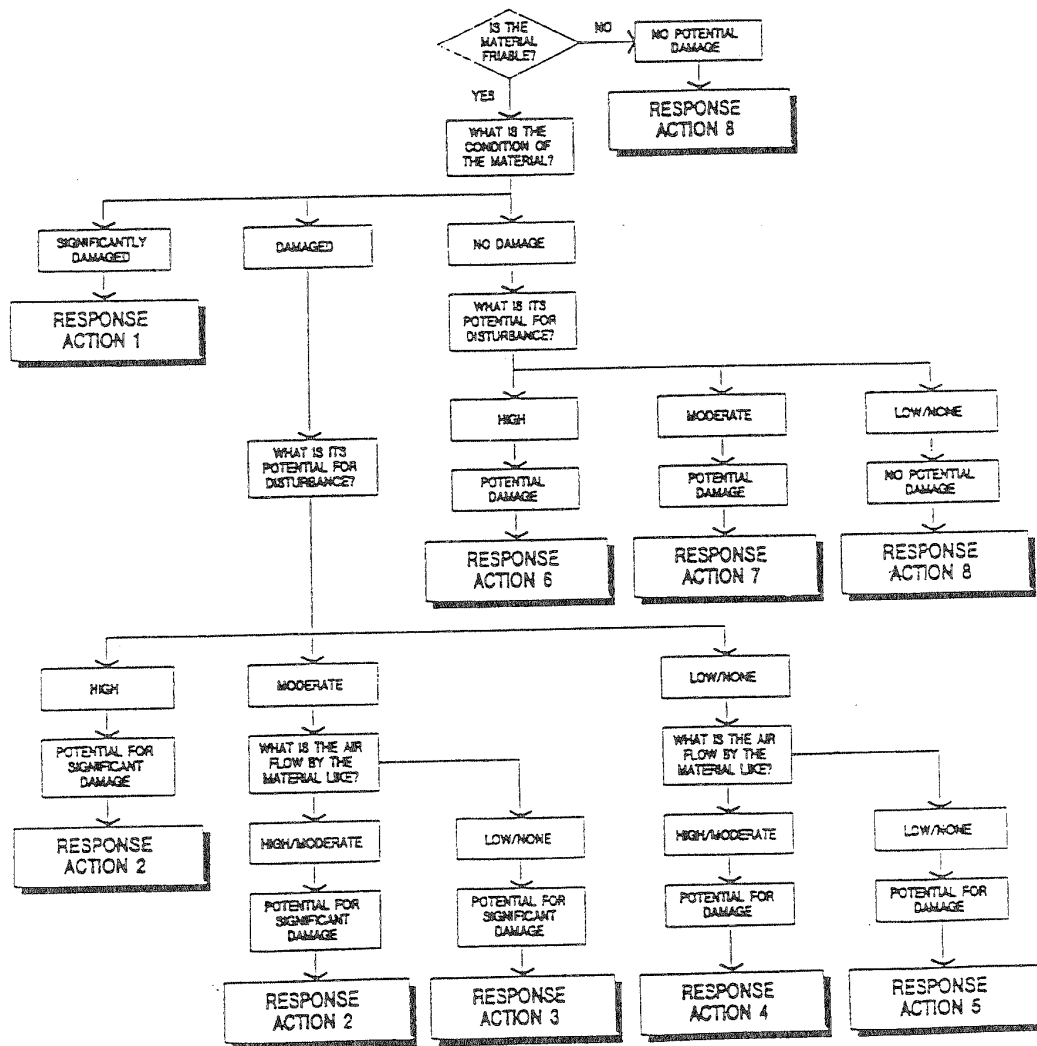 IS THE
MATERIAL
FRIABLE?
NO
NO POTENTIAL
DAMAGE
RESPONSE
ACTION 8
YES
WHAT IS THE
CONDITION OF
THE MATERIAL?
SIGNIFICANTLY
DAMAGED
RESPONSE
ACTION 1
DAMAGED
NO DAMAGE
WHAT IS ITS
POTENTIAL FOR
DISTURBANCE?
HIGH
POTENTIAL
DAMAGE
RESPONSE
ACTION 6
MODERATE
POTENTIAL
DAMAGE
RESPONSE
ACTION 7
LOW/NONE
NO POTENTIAL
DAMAGE
RESPONSE
ACTION 8
WHAT IS ITS
POTENTIAL FOR
DISTURBANCE?
HIGH
POTENTIAL FOR
SIGNIFICANT
DAMAGE
RESPONSE
ACTION 2
MODERATE
WHAT IS THE AIR
FLOW BY THE
MATERIAL LIKE?
HIGH/MODERATE
POTENTIAL FOR
SIGNIFICANT
DAMAGE
RESPONSE
ACTION 2
LOW/NONE
POTENTIAL FOR
SIGNIFICANT
DAMAGE
RESPONSE
ACTION 3
LOW/NONE
WHAT IS THE AIR
FLOW BY THE
MATERIAL LIKE?
HIGH/MODERATE
POTENTIAL FOR
DAMAGE
RESPONSE
ACTION 4
LOW/NONE
POTENTIAL FOR
DAMAGE
RESPONSE
ACTION 5